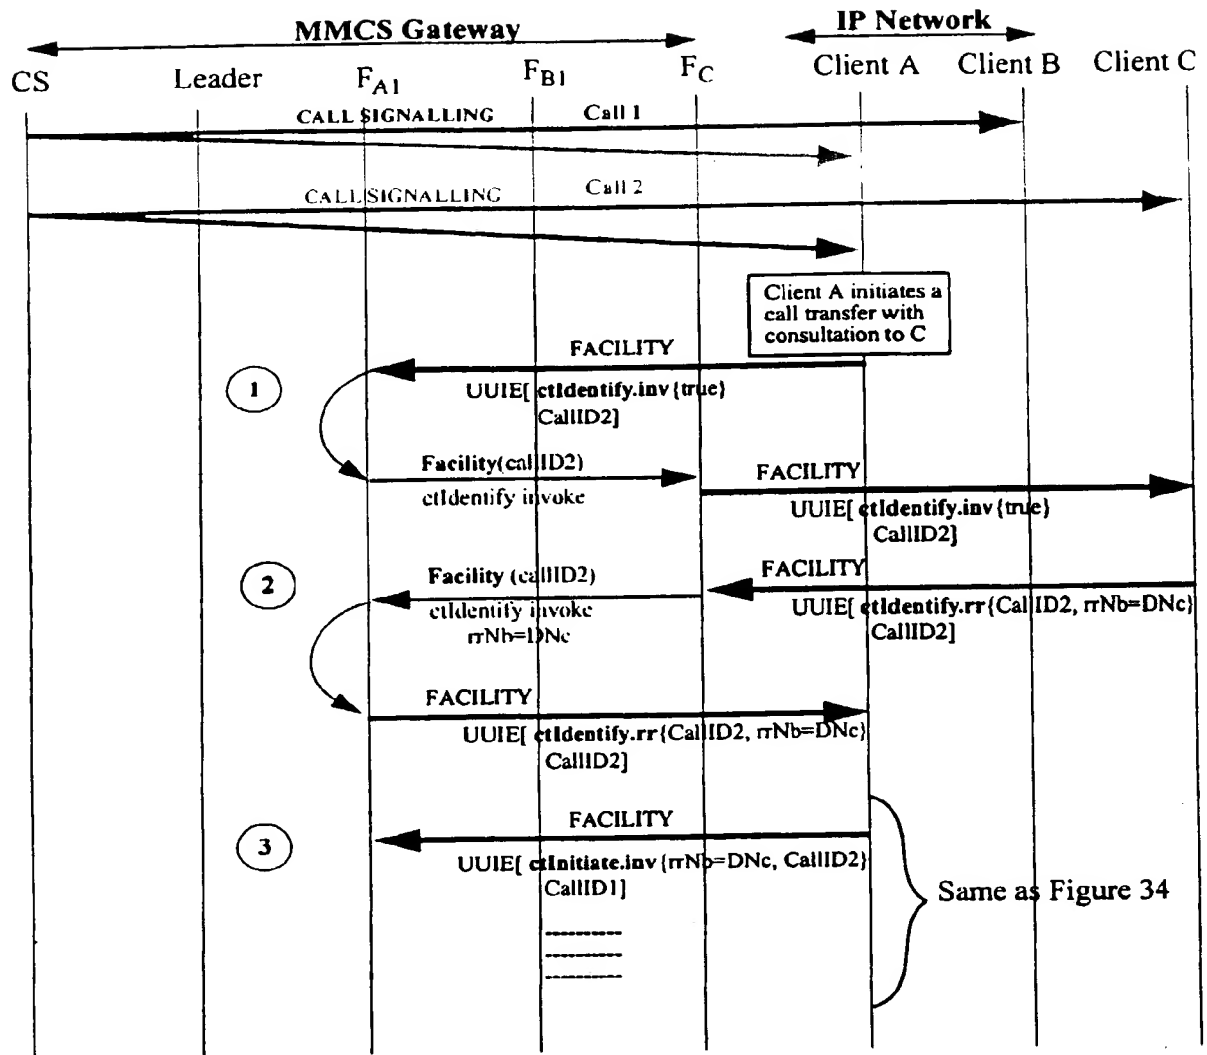 MMCS Gateway
IP Network
CS
Leader
FA1
FB1
FC
Client A
Client B
Client C
CALL SIGNALLING
Call 1
CALL SIGNALLING
Call 2
Client A initiates a
call transfer with
consultation to C
FACILITY
1
UUIE[ ctIdentify.inv{true}
CallID2]
Facility(callID2)
ctIdentify invoke
FACILITY
UUIE[ ctIdentify.inv{true}
CallID2]
2
Facility (callID2)
ctIdentify invoke
rrNb=DNc
FACILITY
UUIE[ ctIdentify.rr{CallID2, rrNb=DNc}
CallID2]
FACILITY
UUIE[ ctIdentify.rr{CallID2, rrNb=DNc}
CallID2]
3
FACILITY
UUIE[ ctInitiate.inv{rrNb=DNc, CallID2}
CallID1]
Same as Figure 34